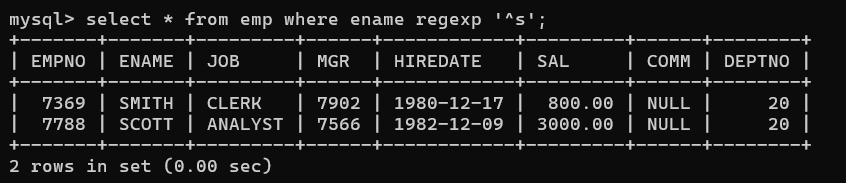 mysql> select * from emp where ename regexp '^s';
+-------+-------+---------+------+------------+---------+------+--------+
| EMPNO | ENAME | JOB     | MGR  | HIREDATE   | SAL     | COMM | DEPTNO |
+-------+-------+---------+------+------------+---------+------+--------+
|  7369 | SMITH | CLERK   | 7902 | 1980-12-17 |  800.00 | NULL |     20 |
|  7788 | SCOTT | ANALYST | 7566 | 1982-12-09 | 3000.00 | NULL |     20 |
+-------+-------+---------+------+------------+---------+------+--------+
2 rows in set (0.00 sec)